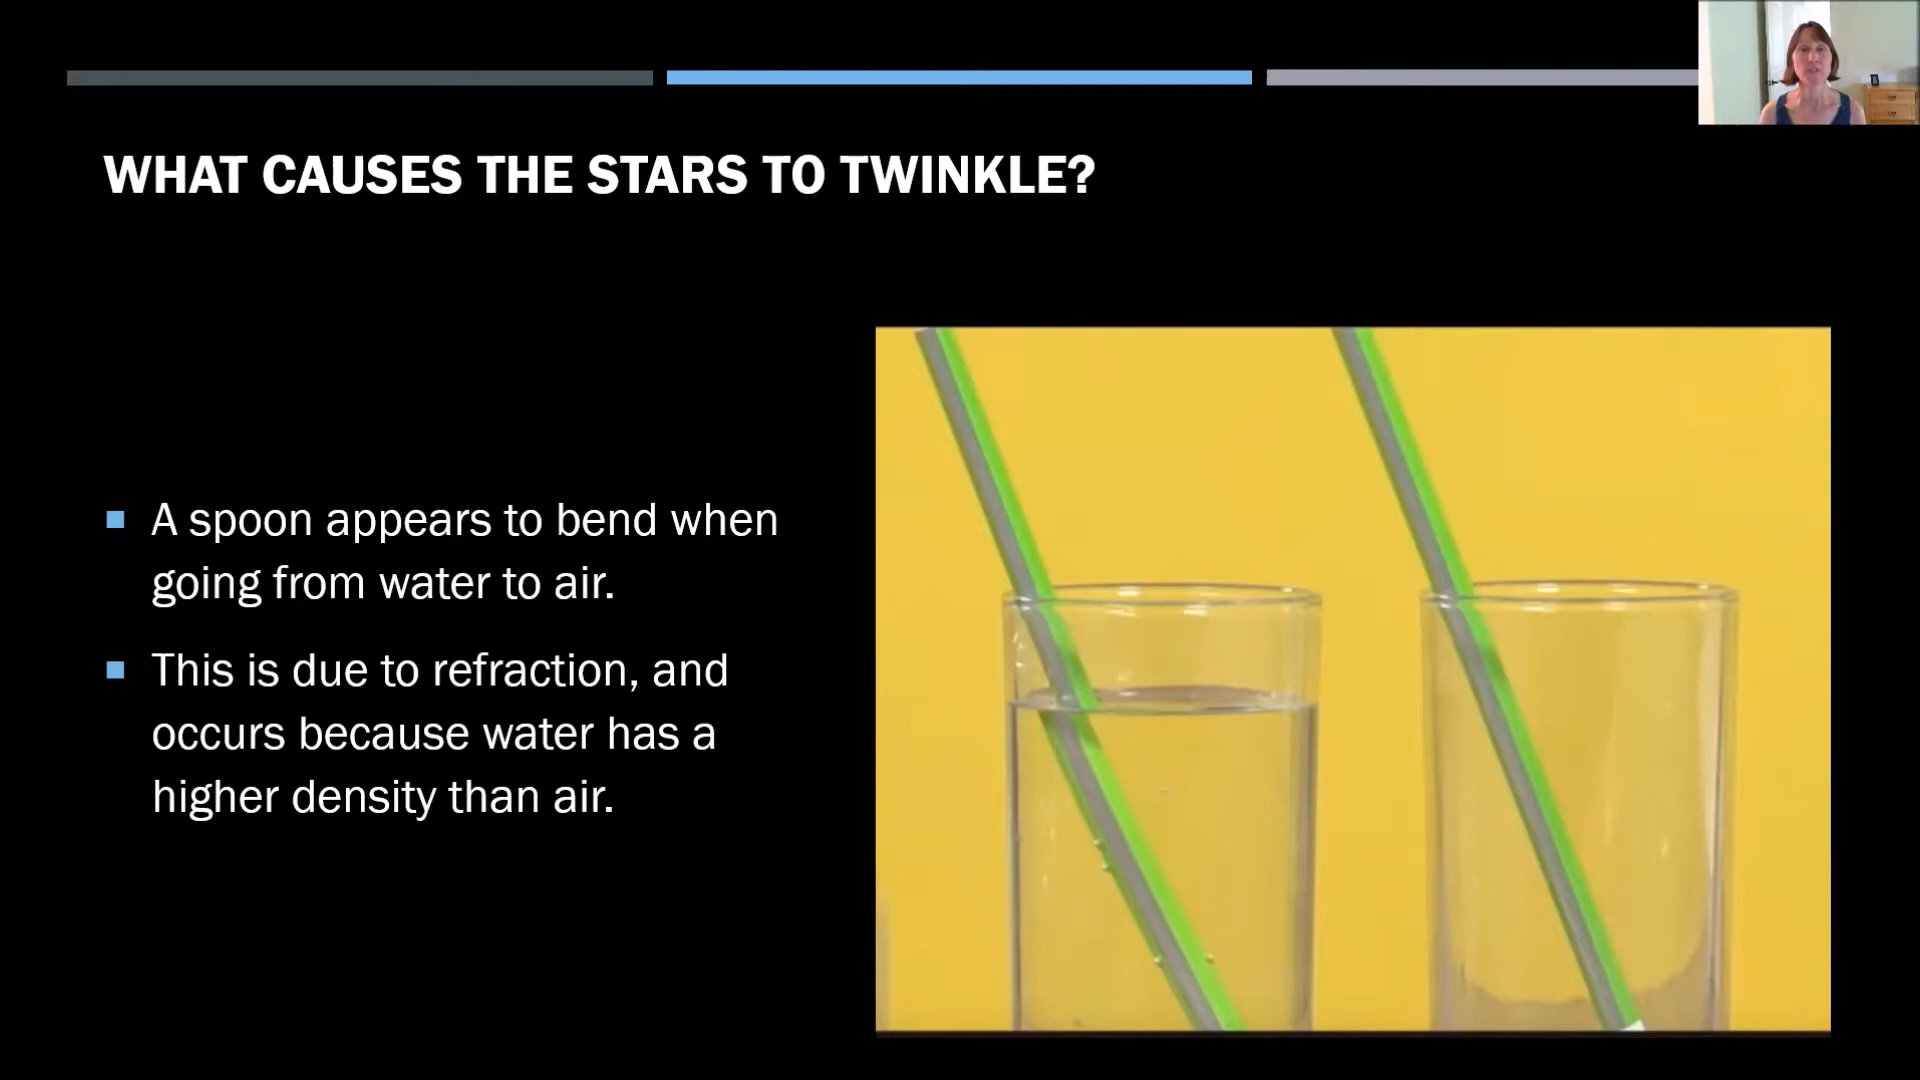 WHAT CAUSES THE STARS TO TWINKLE?
A spoon appears to bend when
going from water to air.
This is due to refraction, and
occurs because water has a
higher density than air.